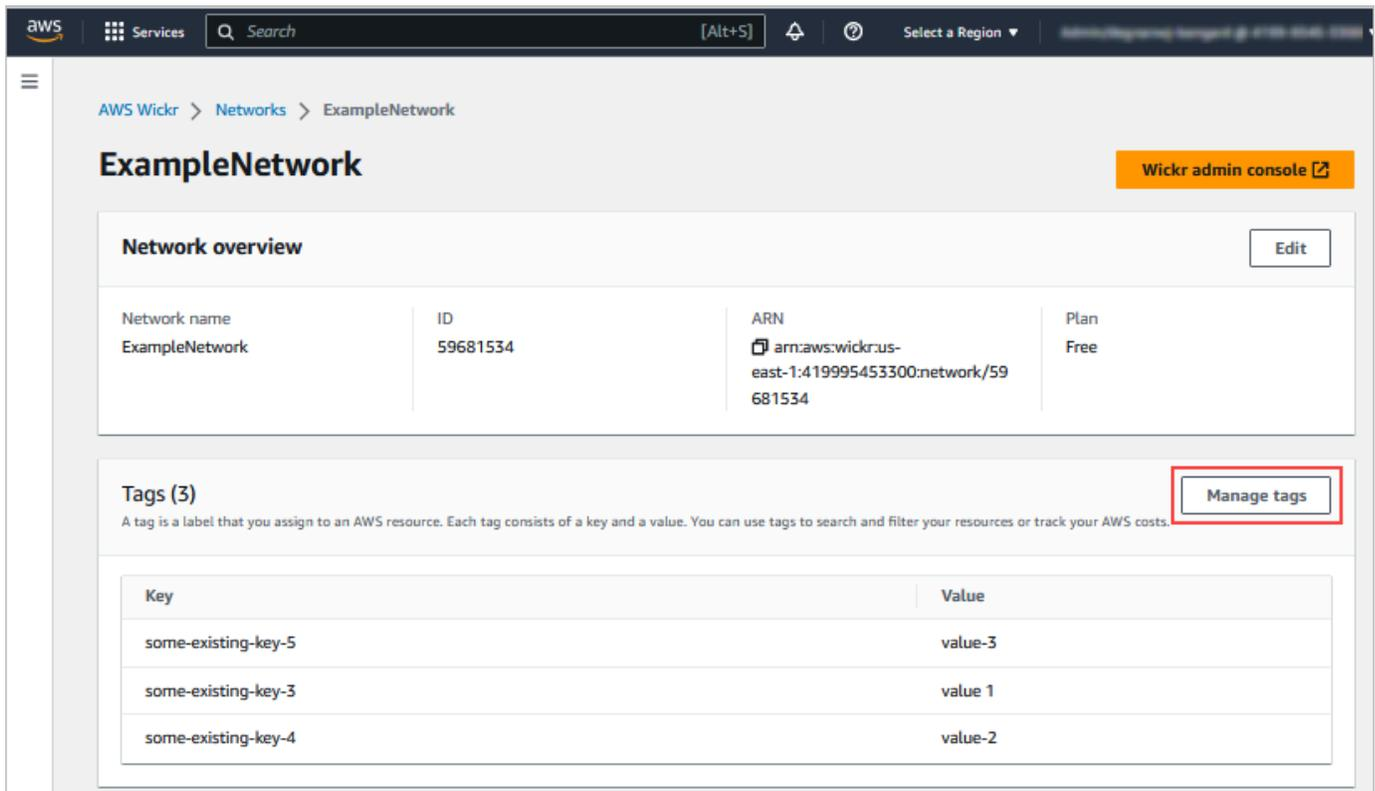 aws
Services
Search
[Alt+S]
Select a Region
AWS Wickr > Networks > ExampleNetwork
ExampleNetwork
Wickr admin console
Network overview
Edit
Network name
ID
ARN
Plan
ExampleNetwork
59681534
arn:aws:wickr:us-
east-1:419995453300:network/59
681534
Free
Tags (3)
Manage tags
A tag is a label that you assign to an AWS resource. Each tag consists of a key and a value. You can use tags to search and filter your resources or track your AWS costs.
Key
Value
some-existing-key-5
value-3
some-existing-key-3
value 1
some-existing-key-4
value-2